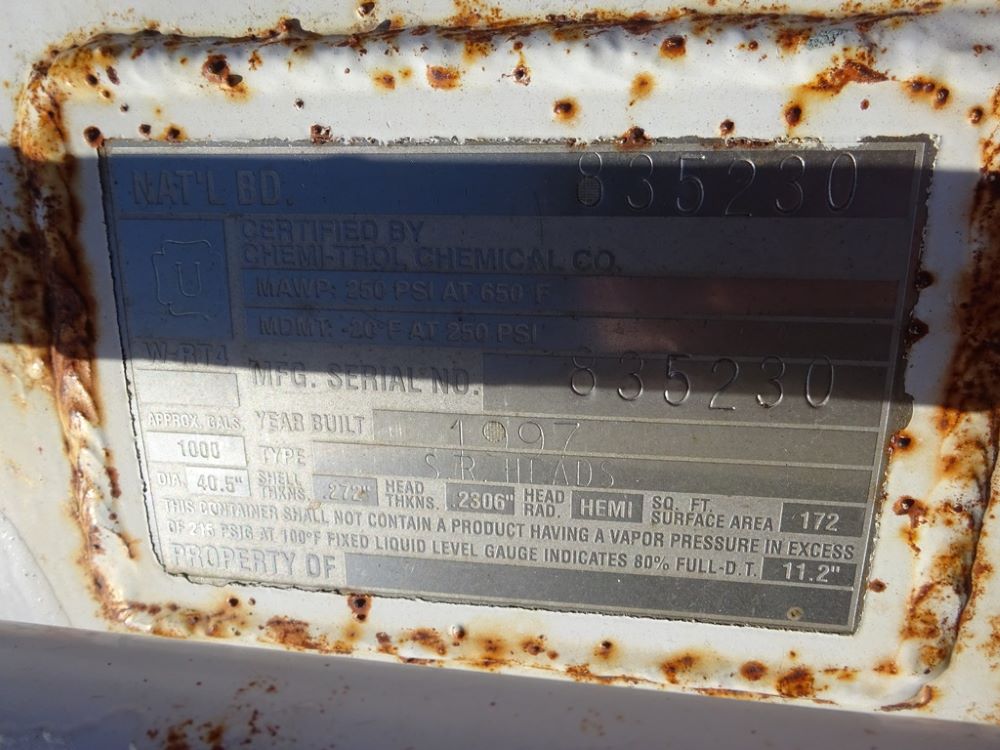 NAT'L BD. 835230
U
CERTIFIED BY
CHEMI-TROL CHEMICAL CO.
MAWP: 250 PSI AT 650°F
MDMT: -20°F AT 250 PSI
W-RT4
MFG. SERIAL NO. 835230
APPROX. GALS. 1000
YEAR BUILT 1997
TYPE S.R. HEADS
DIA. 40.5" SHELL THKNS. .272" HEAD THKNS. .2306" HEAD RAD. HEMI SQ. FT. SURFACE AREA 172
THIS CONTAINER SHALL NOT CONTAIN A PRODUCT HAVING A VAPOR PRESSURE IN EXCESS
OF 215 PSIG AT 100°F FIXED LIQUID LEVEL GAUGE INDICATES 80% FULL-D.T. 11.2"
PROPERTY OF